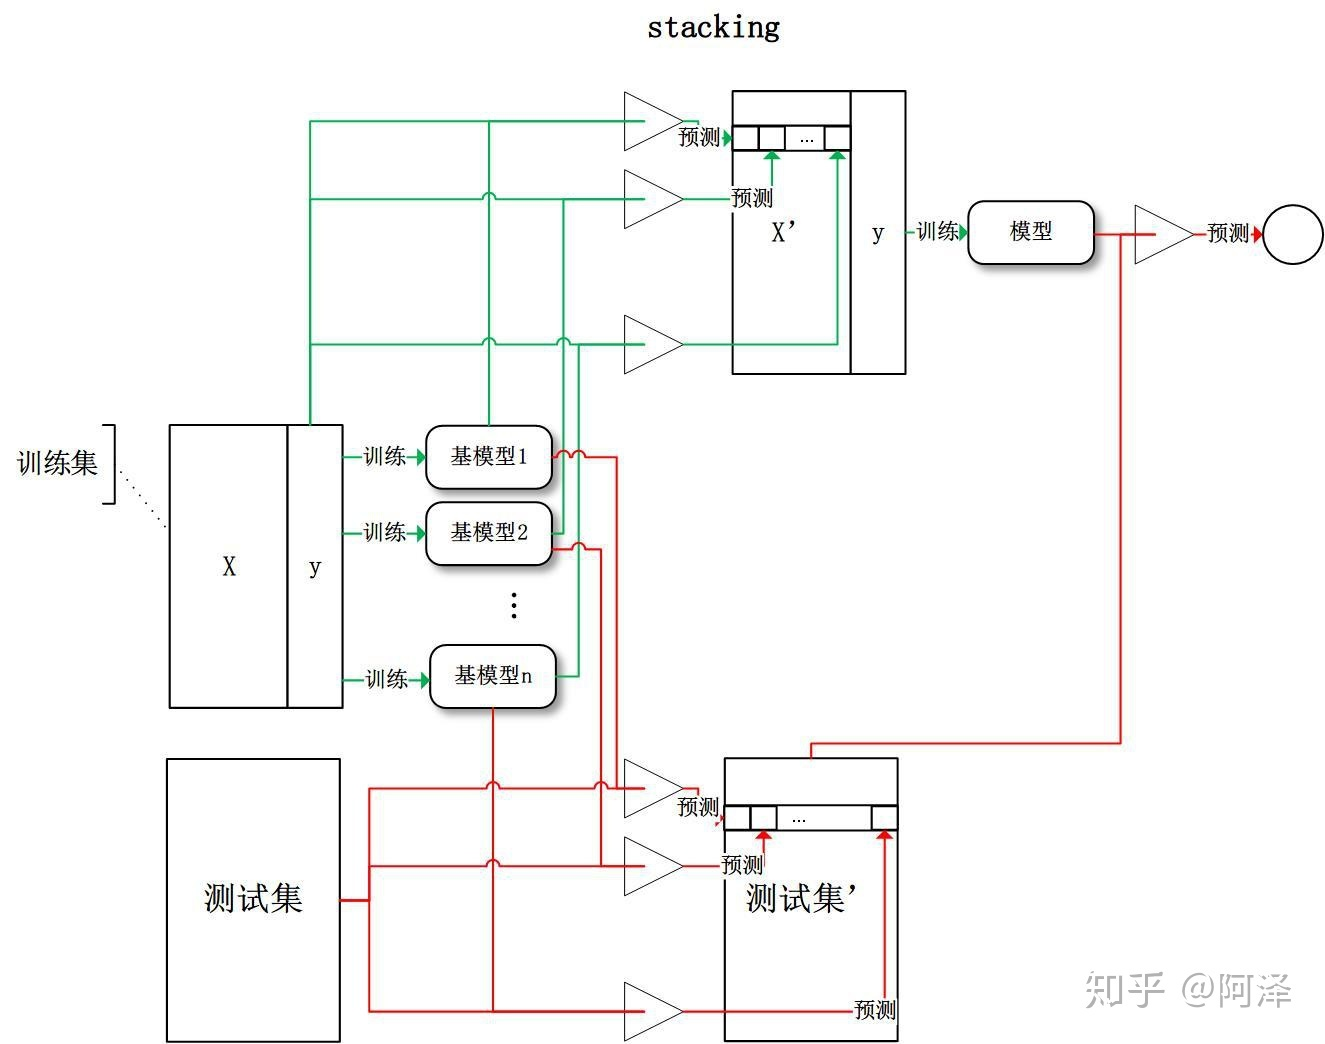 stacking
预测
...
预测
X’
y
训练
模型
预测
训练集
X
y
训练
基模型1
训练
基模型2
⋮
训练
基模型n
测试集
预测
...
预测
测试集’
预测
知乎 @阿泽